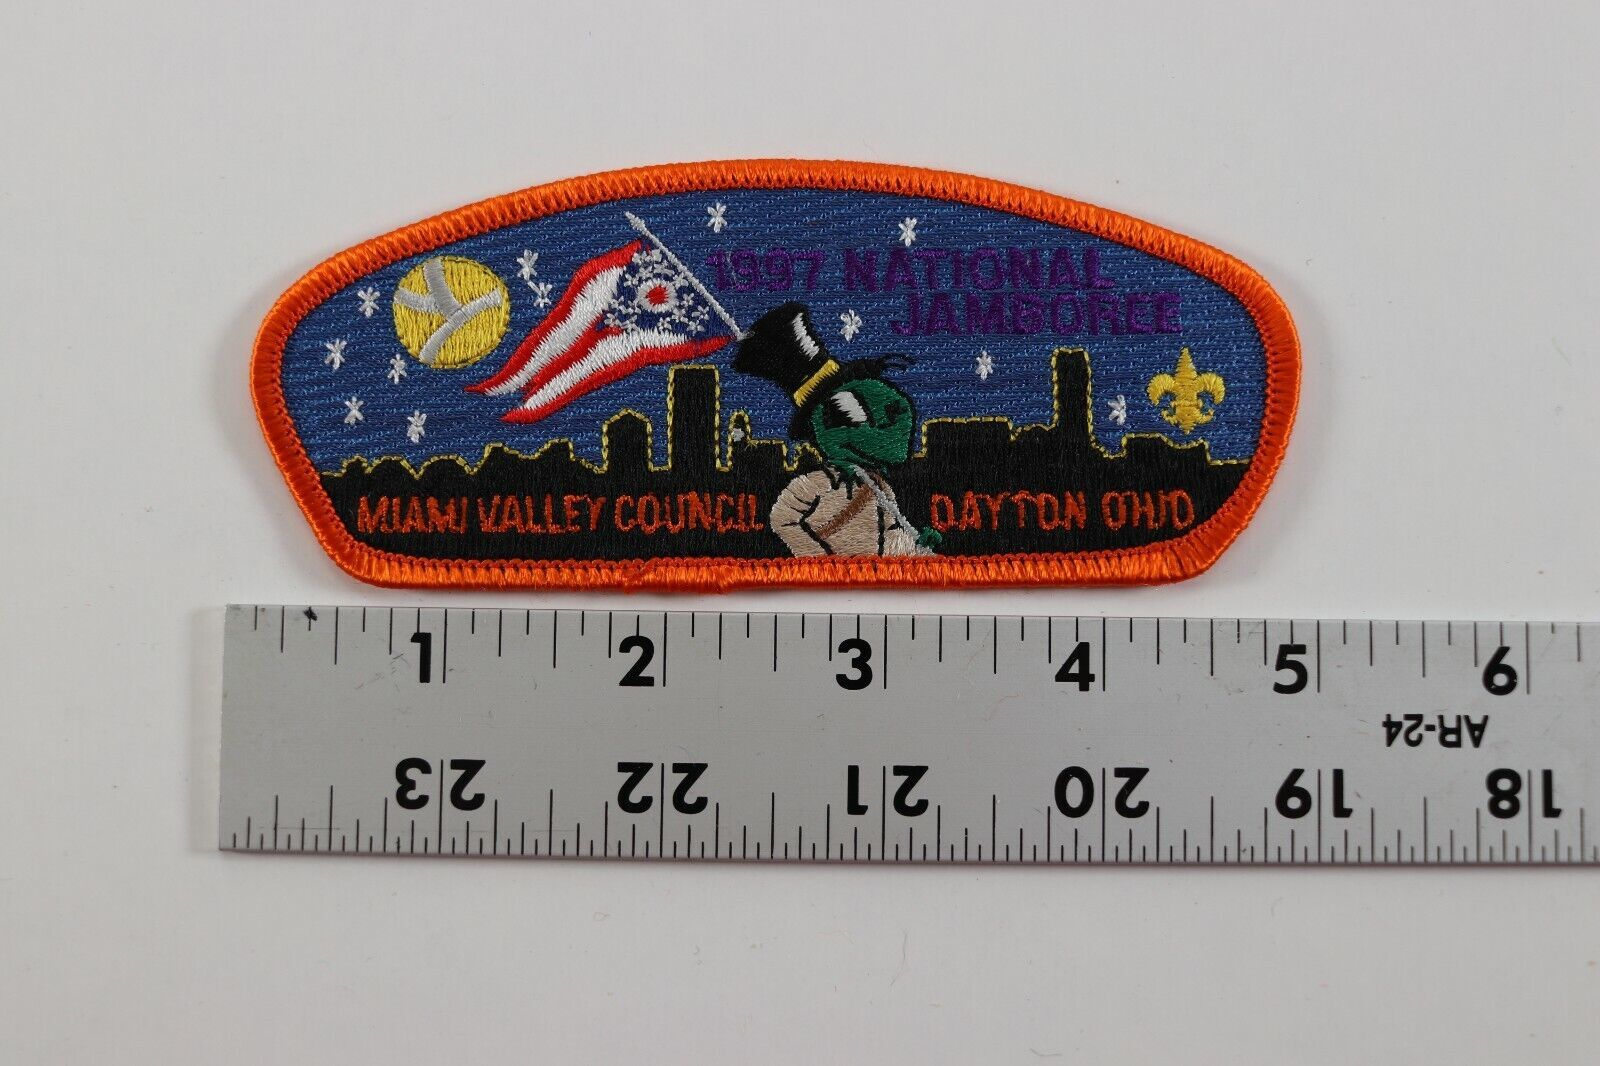 1997 NATIONAL
JAMBOREE
MIAMI VALLEY COUNCIL DAYTON OHIO
1 2 3 4 5 6
AR-24
23 22 21 20 19 18